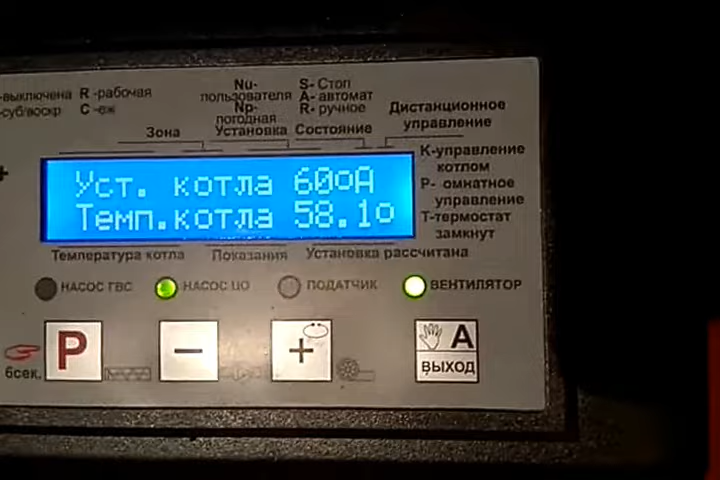 -выключена R -рабочая
-суб/воскр C -еж
Зона
Nu-
пользователя
Np-
погодная
Установка
S- Стоп
A- автомат
R- ручное
Состояние
Дистанционное
управление
Уст. котла 60oA
Темп.котла 58.1o
К-управление
котлом
Р- омнатное
управление
Т-термостат
замкнут
Температура котла
Показания
Установка рассчитана
НАСОС ГВС
НАСОС ЦО
ПОДАТЧИК
ВЕНТИЛЯТОР
6сек.
P
−
+
A
ВЫХОД